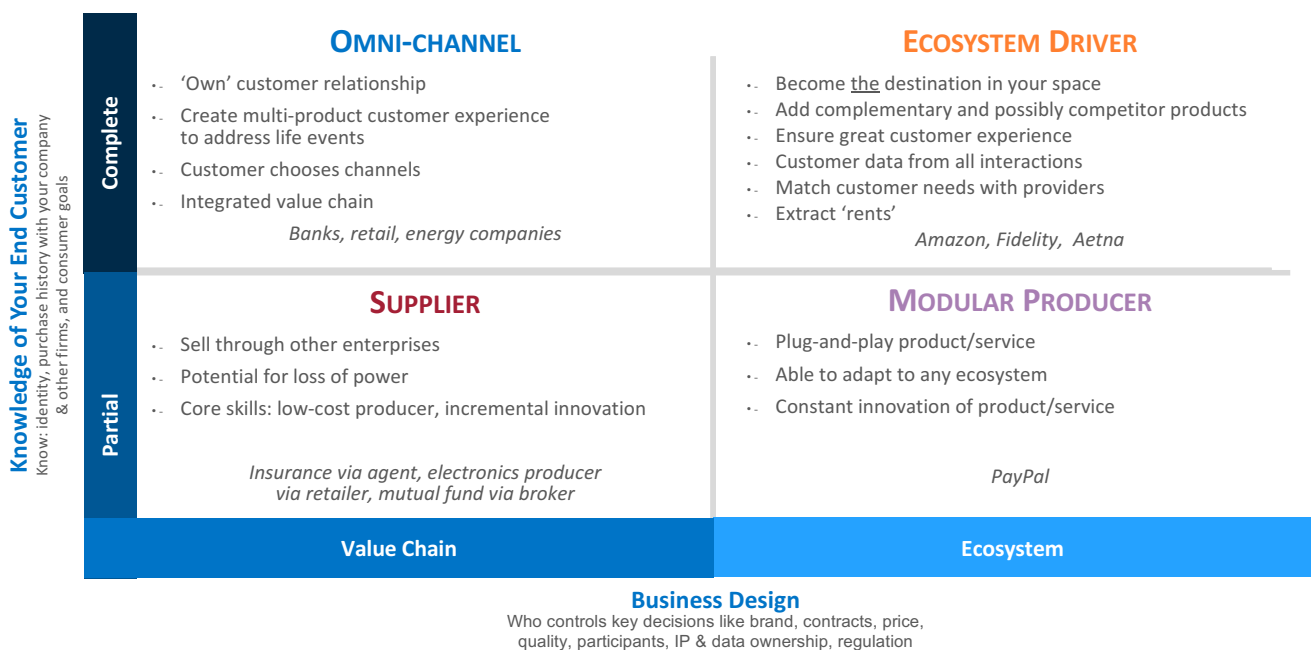 OMNI-CHANNEL
'Own' customer relationship
Create multi-product customer experience
to address life events
Customer chooses channels
Integrated value chain
Banks, retail, energy companies
ECOSYSTEM DRIVER
Become the destination in your space
Add complementary and possibly competitor products
Ensure great customer experience
Customer data from all interactions
Match customer needs with providers
Extract 'rents'
Amazon, Fidelity, Aetna
Knowledge of Your End Customer
Know: identity, purchase history with your company
& other firms, and consumer goals
Complete
Partial
SUPPLIER
Sell through other enterprises
Potential for loss of power
Core skills: low-cost producer, incremental innovation
Insurance via agent, electronics producer
via retailer, mutual fund via broker
MODULAR PRODUCER
Plug-and-play product/service
Able to adapt to any ecosystem
Constant innovation of product/service
PayPal
Value Chain
Ecosystem
Business Design
Who controls key decisions like brand, contracts, price,
quality, participants, IP & data ownership, regulation